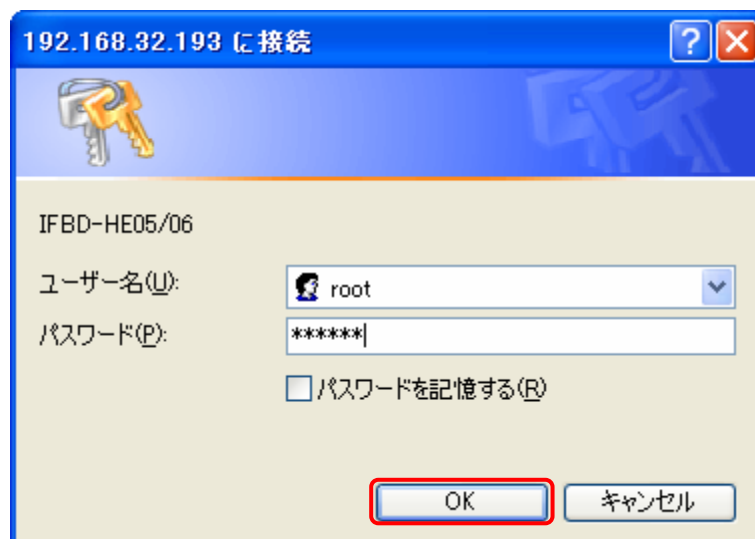 192.168.32.193 に接続
IFBD-HE05/06
ユーザー名(U):
root
パスワード(P):
******
パスワードを記憶する(R)
OK
キャンセル